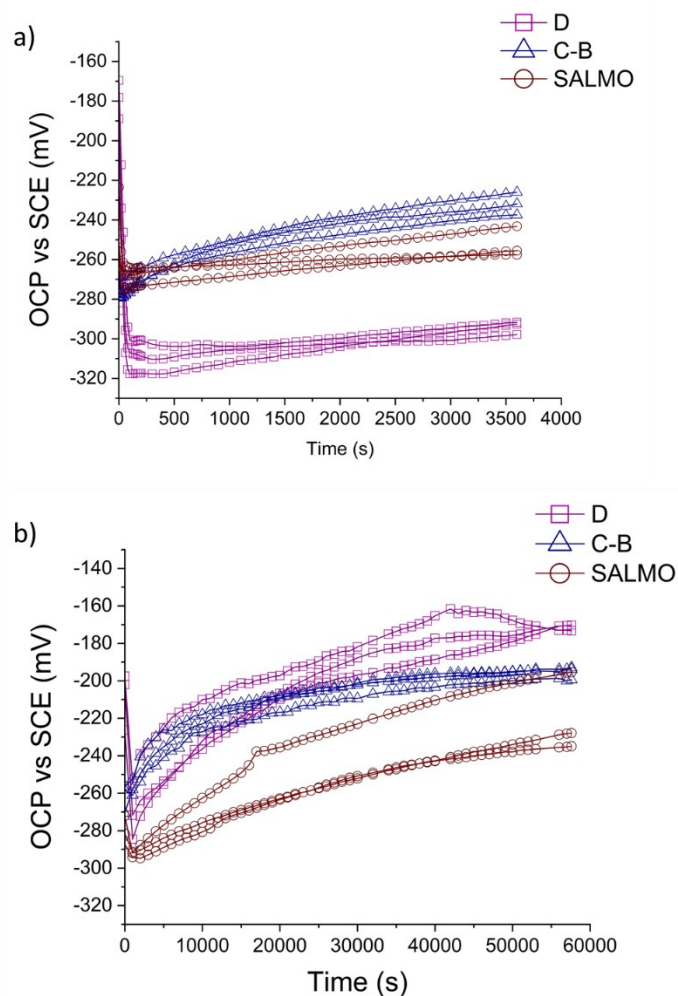 a)
D
C-B
SALMO
-160
-180
-200
-220
-240
-260
-280
-300
-320
OCP vs SCE (mV)
0 500 1000 1500 2000 2500 3000 3500 4000
Time (s)
b)
D
C-B
SALMO
-140
-160
-180
-200
-220
-240
-260
-280
-300
-320
OCP vs SCE (mV)
0 10000 20000 30000 40000 50000 60000
Time (s)